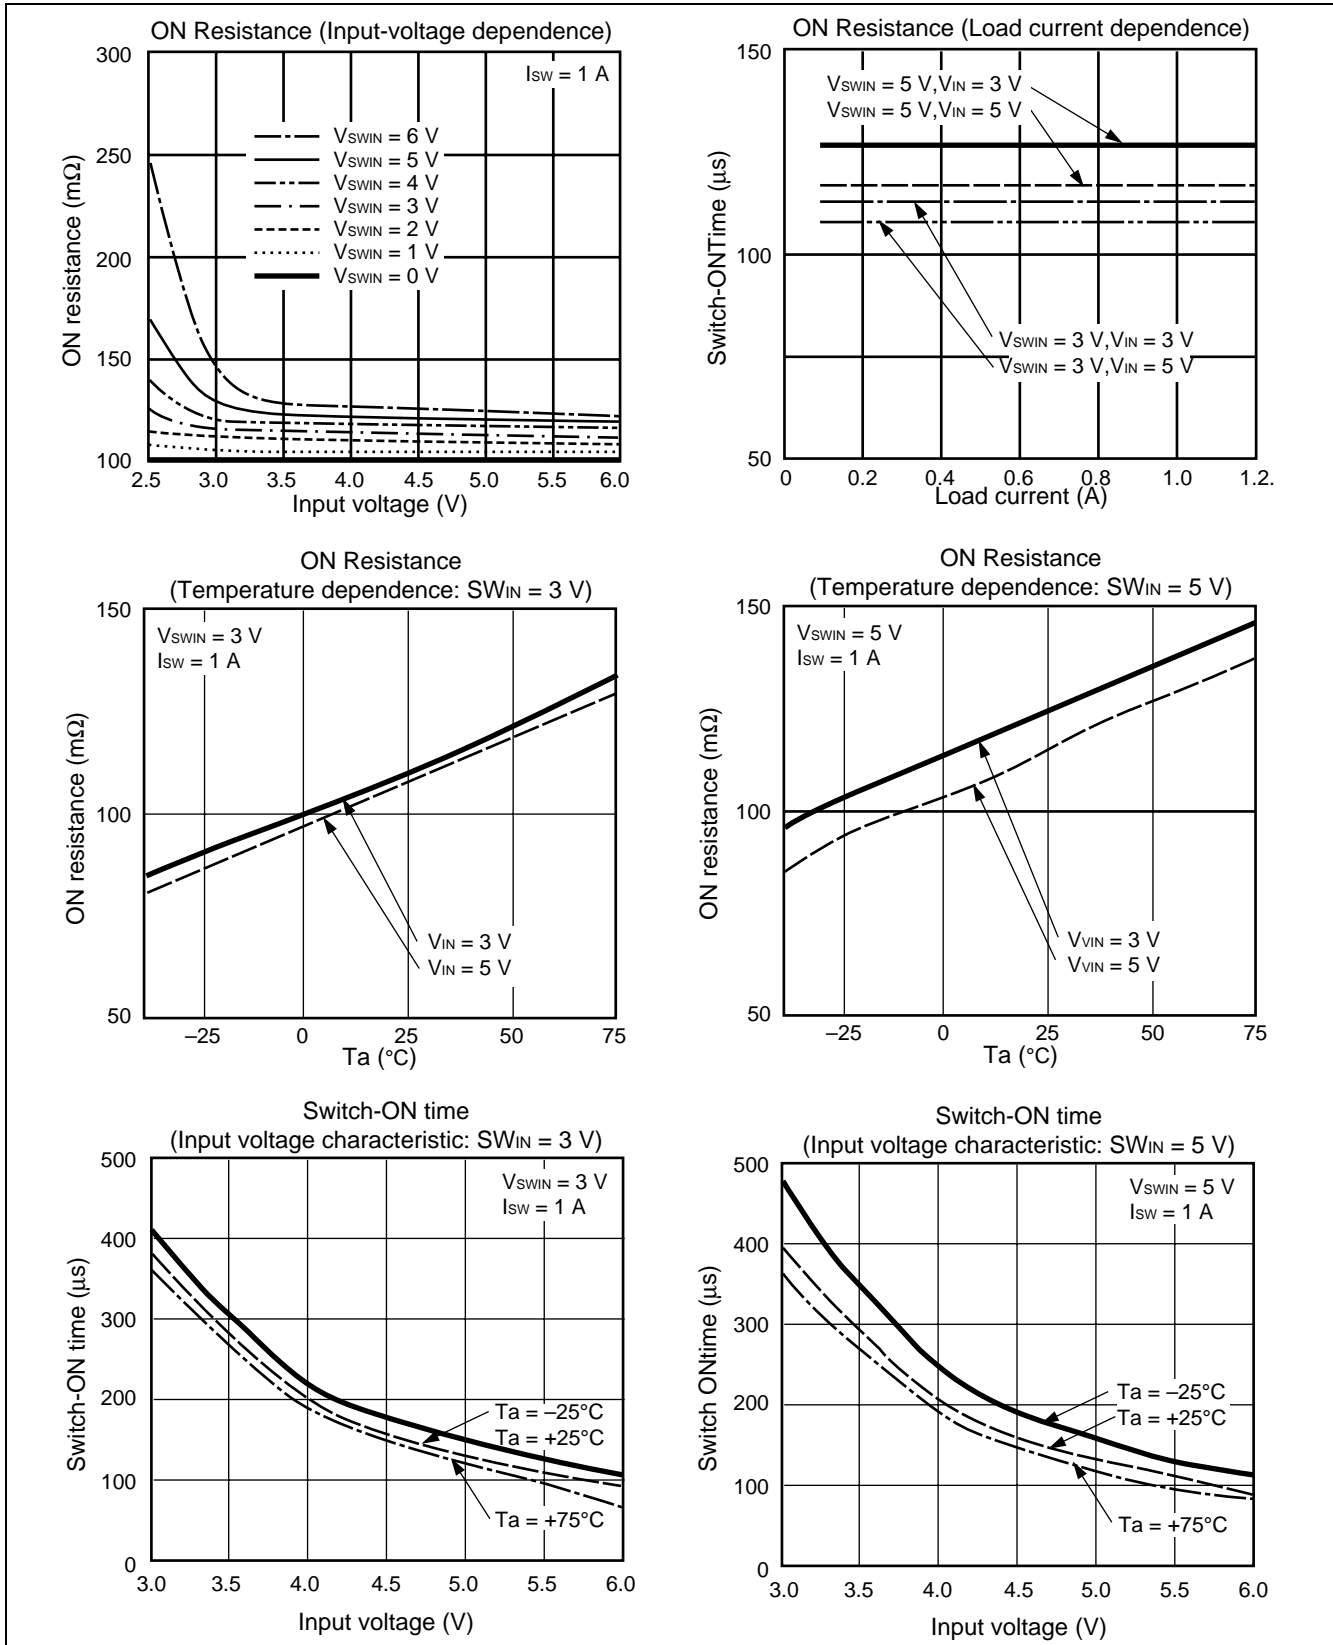 ON Resistance (Input-voltage dependence)
300
250
200
150
100
ON resistance (mΩ)
ISW = 1 A
VSWIN = 6 V
VSWIN = 5 V
VSWIN = 4 V
VSWIN = 3 V
VSWIN = 2 V
VSWIN = 1 V
VSWIN = 0 V
2.5 3.0 3.5 4.0 4.5 5.0 5.5 6.0
Input voltage (V)
ON Resistance (Load current dependence)
150
100
50
Switch-ONTime (µs)
VSWIN = 5 V,VIN = 3 V
VSWIN = 5 V,VIN = 5 V
VSWIN = 3 V,VIN = 3 V
VSWIN = 3 V,VIN = 5 V
0 0.2 0.4 0.6 0.8 1.0 1.2.
Load current (A)
ON Resistance
(Temperature dependence: SWIN = 3 V)
150
100
50
ON resistance (mΩ)
VSWIN = 3 V
ISW = 1 A
VIN = 3 V
VIN = 5 V
–25 0 25 50 75
Ta (°C)
ON Resistance
(Temperature dependence: SWIN = 5 V)
150
100
50
ON resistance (mΩ)
VSWIN = 5 V
ISW = 1 A
VVIN = 3 V
VVIN = 5 V
–25 0 25 50 75
Ta (°C)
Switch-ON time
(Input voltage characteristic: SWIN = 3 V)
500
400
300
200
100
0
Switch-ON time (µs)
VSWIN = 3 V
ISW = 1 A
Ta = –25°C
Ta = +25°C
Ta = +75°C
3.0 3.5 4.0 4.5 5.0 5.5 6.0
Input voltage (V)
Switch-ON time
(Input voltage characteristic: SWIN = 5 V)
500
400
300
200
100
0
Switch ONtime (µs)
VSWIN = 5 V
ISW = 1 A
Ta = –25°C
Ta = +25°C
Ta = +75°C
3.0 3.5 4.0 4.5 5.0 5.5 6.0
Input voltage (V)